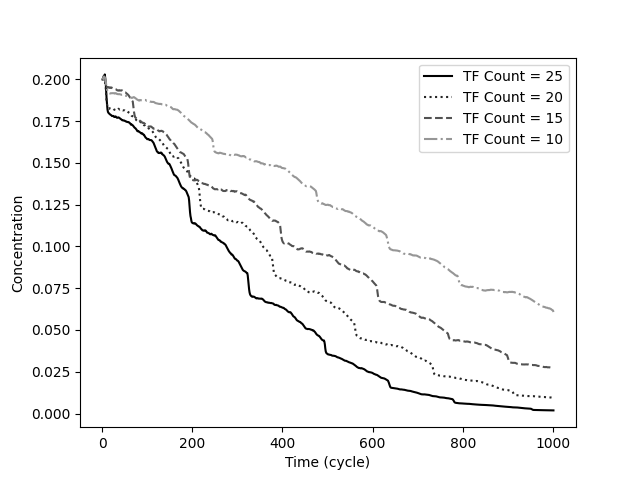 TF Count = 25
TF Count = 20
TF Count = 15
TF Count = 10
0.200
0.175
0.150
0.125
0.100
0.075
0.050
0.025
0.000
Concentration
0 200 400 600 800 1000
Time (cycle)